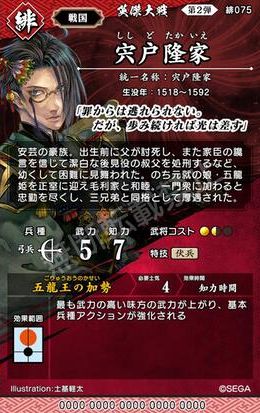 緋
戦国
英傑大戦
第2弾
緋075
ししど たかいえ
宍戸隆家
統一名称：宍戸隆家
生没年：1518～1592
「罪からは逃れられない。
だが、歩み続ければ死は差す」
安芸の豪族。出生前に父が討死し、また家臣の讒
言を信じて潔白な後見役の叔父を処刑するなど、
幼くして困難に見舞われた。のち元就の娘・五龍
姫を正室に迎え毛利家と和睦。一門衆に加わると
忠勤を尽くし、三兄弟と同格として厚遇された。
兵種 武力 知力 武将コスト
弓兵 5 7 特技 伏兵
ごりゅうおうのかせい
五龍王の加勢
必要士気 4
効果時間 知力時間
効果範囲
最も武力の高い味方の武力が上がり、基本
兵種アクションが強化される
Illustration:土基軽太
©SEGA
0000-0000-0000-0000-0000